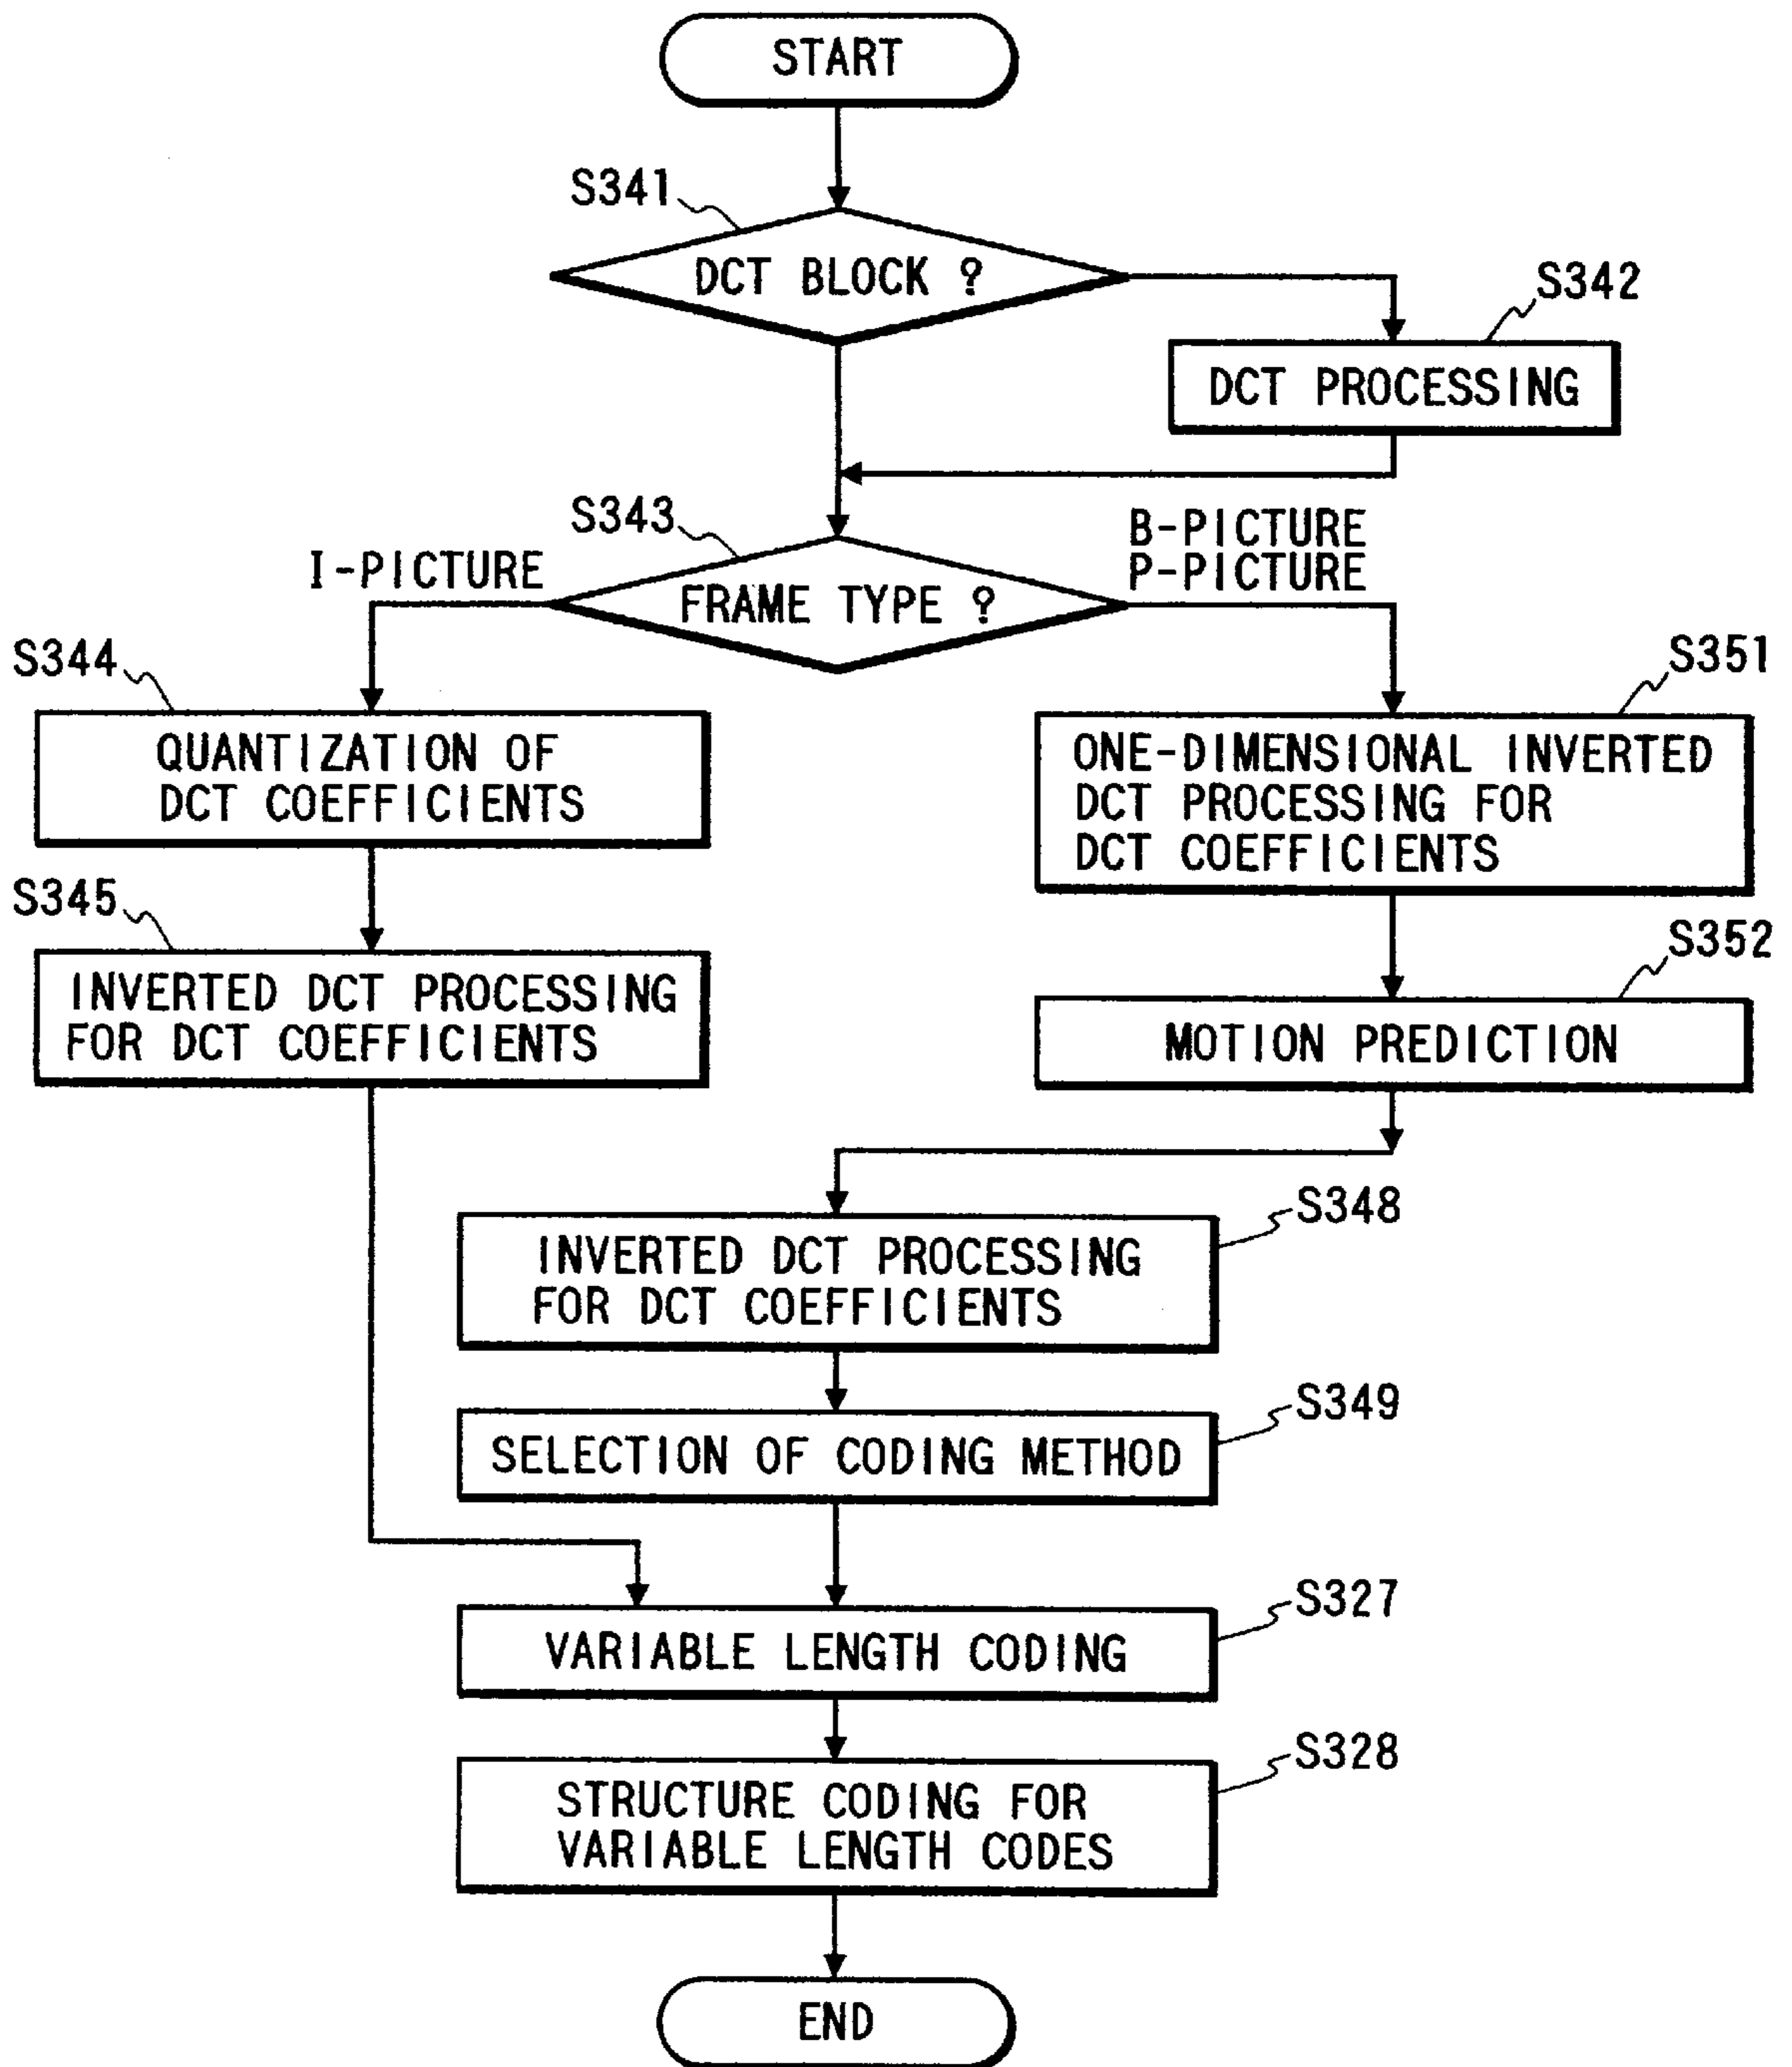 START
S341
DCT BLOCK ?
S342
DCT PROCESSING
S343
I-PICTURE
B-PICTURE
P-PICTURE
FRAME TYPE ?
S344
QUANTIZATION OF
DCT COEFFICIENTS
S351
ONE-DIMENSIONAL INVERTED
DCT PROCESSING FOR
DCT COEFFICIENTS
S345
INVERTED DCT PROCESSING
FOR DCT COEFFICIENTS
S352
MOTION PREDICTION
S348
INVERTED DCT PROCESSING
FOR DCT COEFFICIENTS
S349
SELECTION OF CODING METHOD
S327
VARIABLE LENGTH CODING
S328
STRUCTURE CODING FOR
VARIABLE LENGTH CODES
END